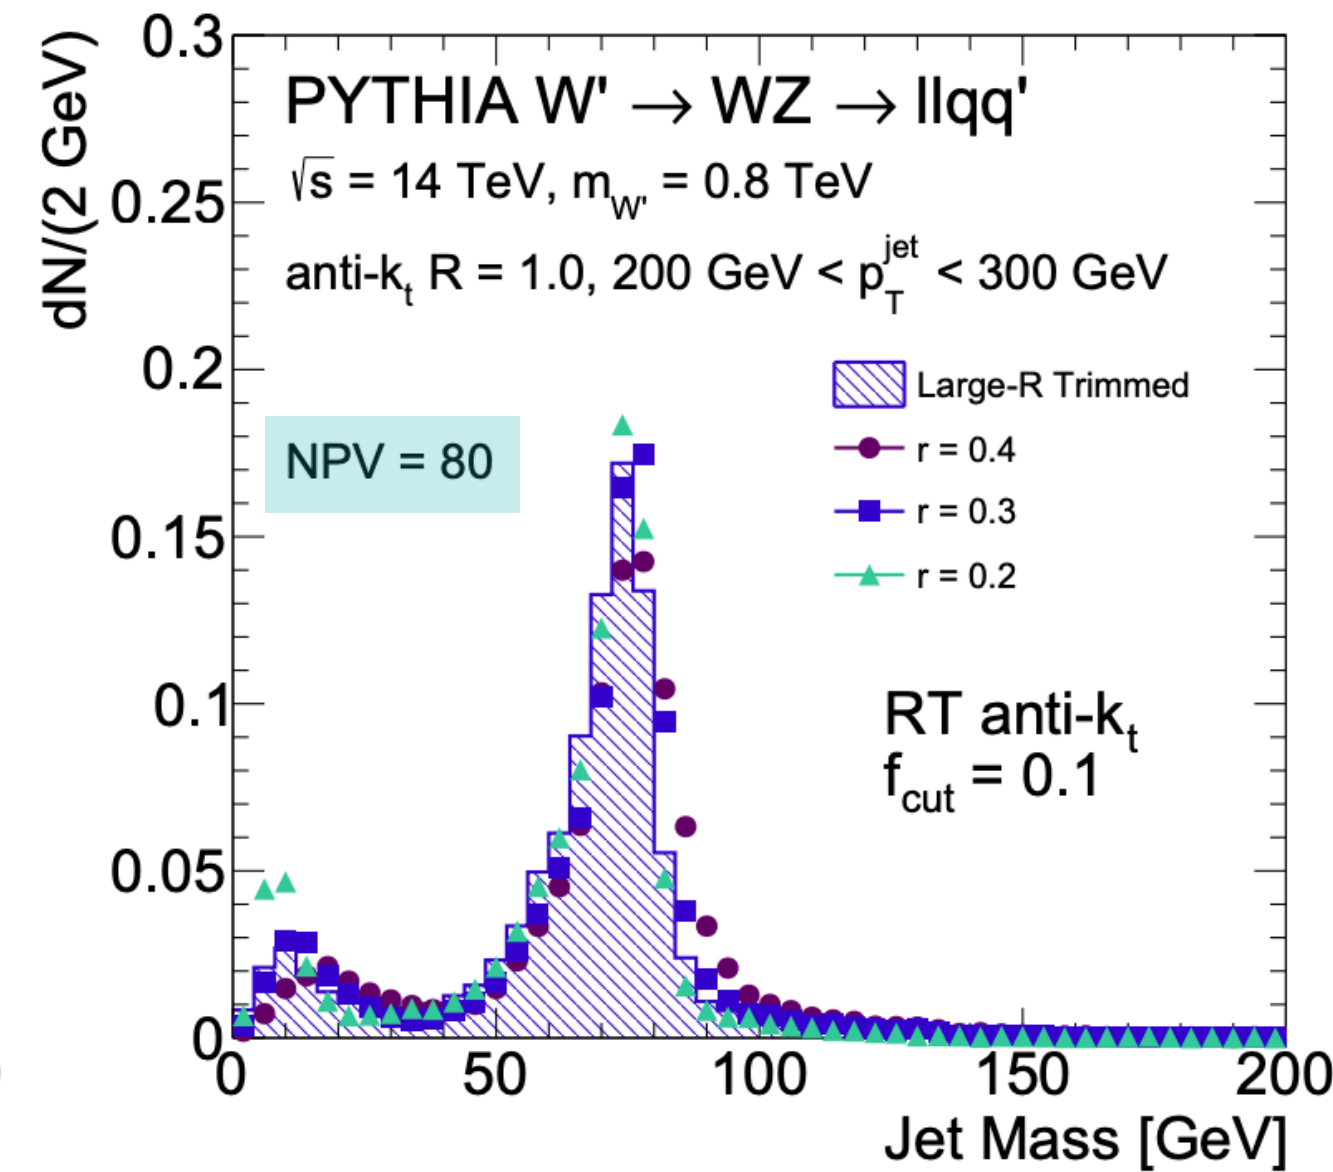 dN/(2 GeV)
0.3
0.25
0.2
0.15
0.1
0.05
0
PYTHIA W' → WZ → llqq'
√s = 14 TeV, m_W' = 0.8 TeV
anti-k_t R = 1.0, 200 GeV < p_T^jet < 300 GeV
Large-R Trimmed
r = 0.4
r = 0.3
r = 0.2
NPV = 80
RT anti-k_t
f_cut = 0.1
0 50 100 150 200
Jet Mass [GeV]